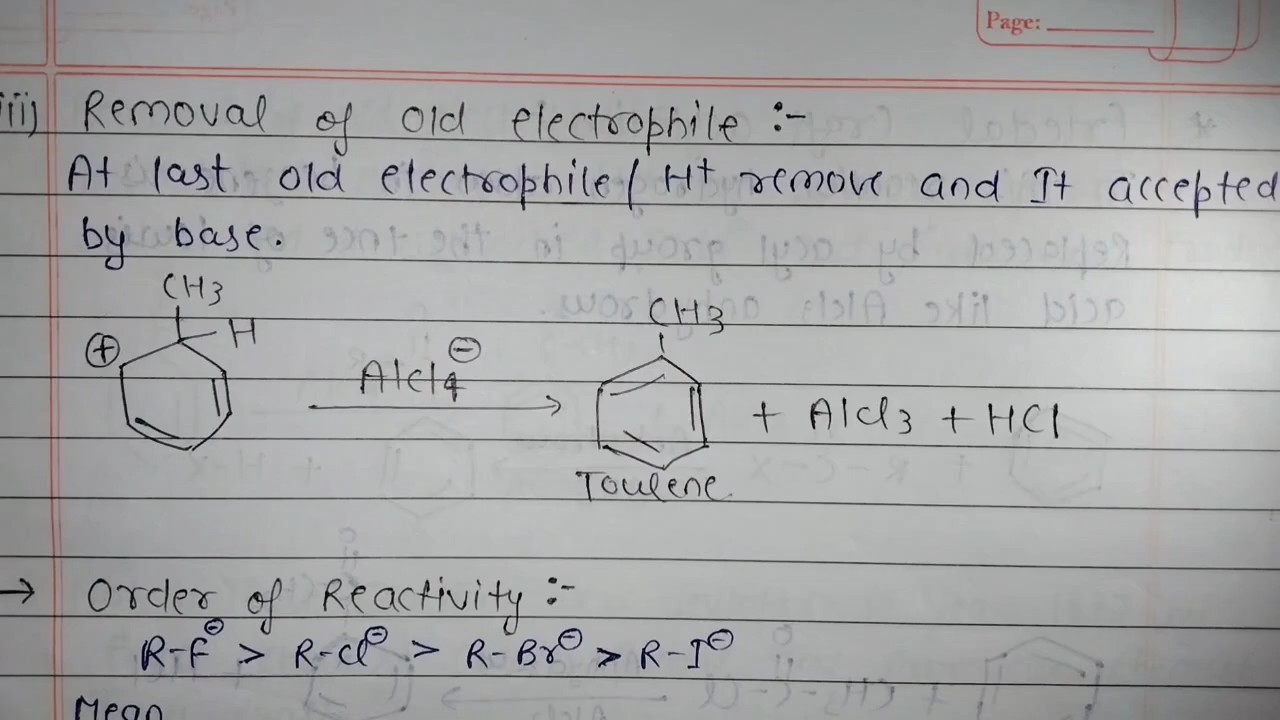 Page:
iii) Removal of old electrophile :-
At last old electrophile/ H⁺ remove and It accepted
by base.
CH3
H
⊕
AlCl4⊖
CH3
+ AlCl3 + HCl
Toulene
→ Order of Reactivity :-
R-F⊖ > R-Cl⊖ > R-Br⊖ > R-I⊖
Mean